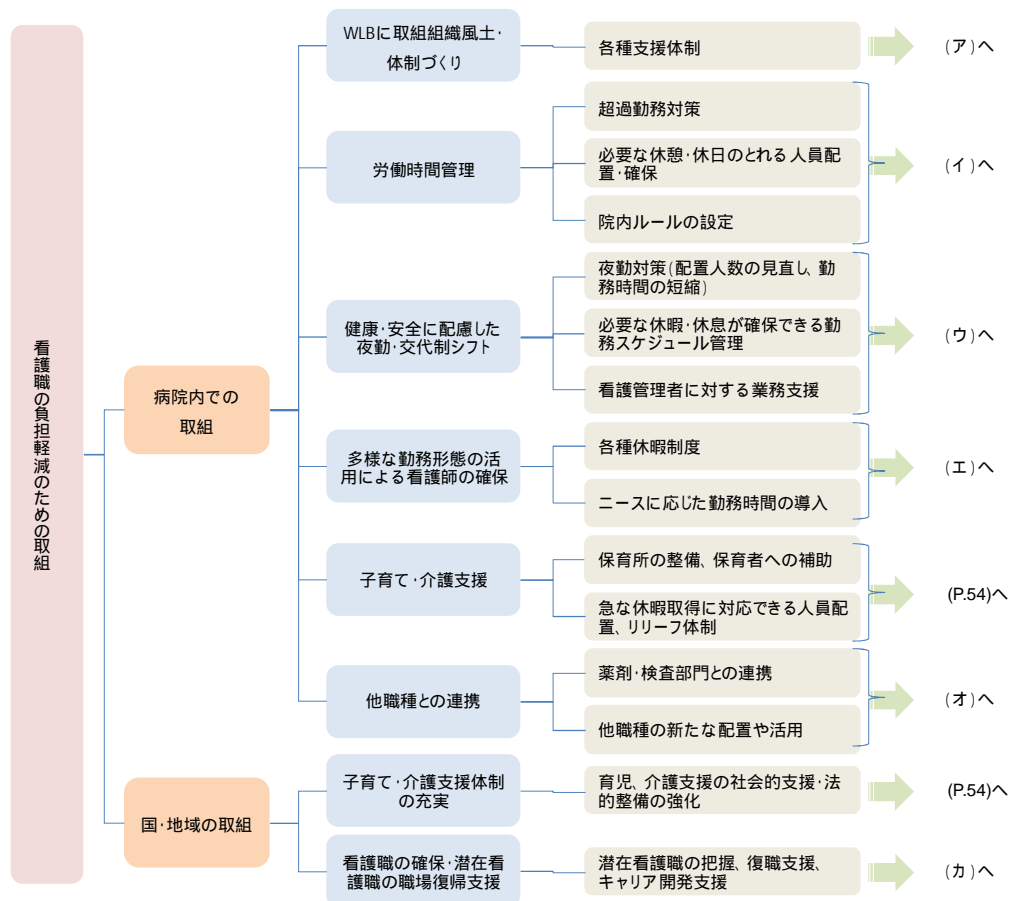 看護職の負担軽減のための取組
病院内での
取組
WLBに取組組織風土・
体制づくり
各種支援体制
(ア)へ
労働時間管理
超過勤務対策
必要な休憩・休日のとれる人員配
置・確保
院内ルールの設定
(イ)へ
健康・安全に配慮した
夜勤・交代制シフト
夜勤対策(配置人数の見直し、勤
務時間の短縮)
必要な休暇・休息が確保できる勤
務スケジュール管理
看護管理者に対する業務支援
(ウ)へ
多様な勤務形態の活
用による看護師の確保
各種休暇制度
ニースに応じた勤務時間の導入
(エ)へ
子育て・介護支援
保育所の整備、保育者への補助
急な休暇取得に対応できる人員配
置、リリーフ体制
(P.54)へ
他職種との連携
薬剤・検査部門との連携
他職種の新たな配置や活用
(オ)へ
国・地域の取組
子育て・介護支援体制
の充実
育児、介護支援の社会的支援・法
的整備の強化
(P.54)へ
看護職の確保・潜在看
護職の職場復帰支援
潜在看護職の把握、復職支援、
キャリア開発支援
(カ)へ